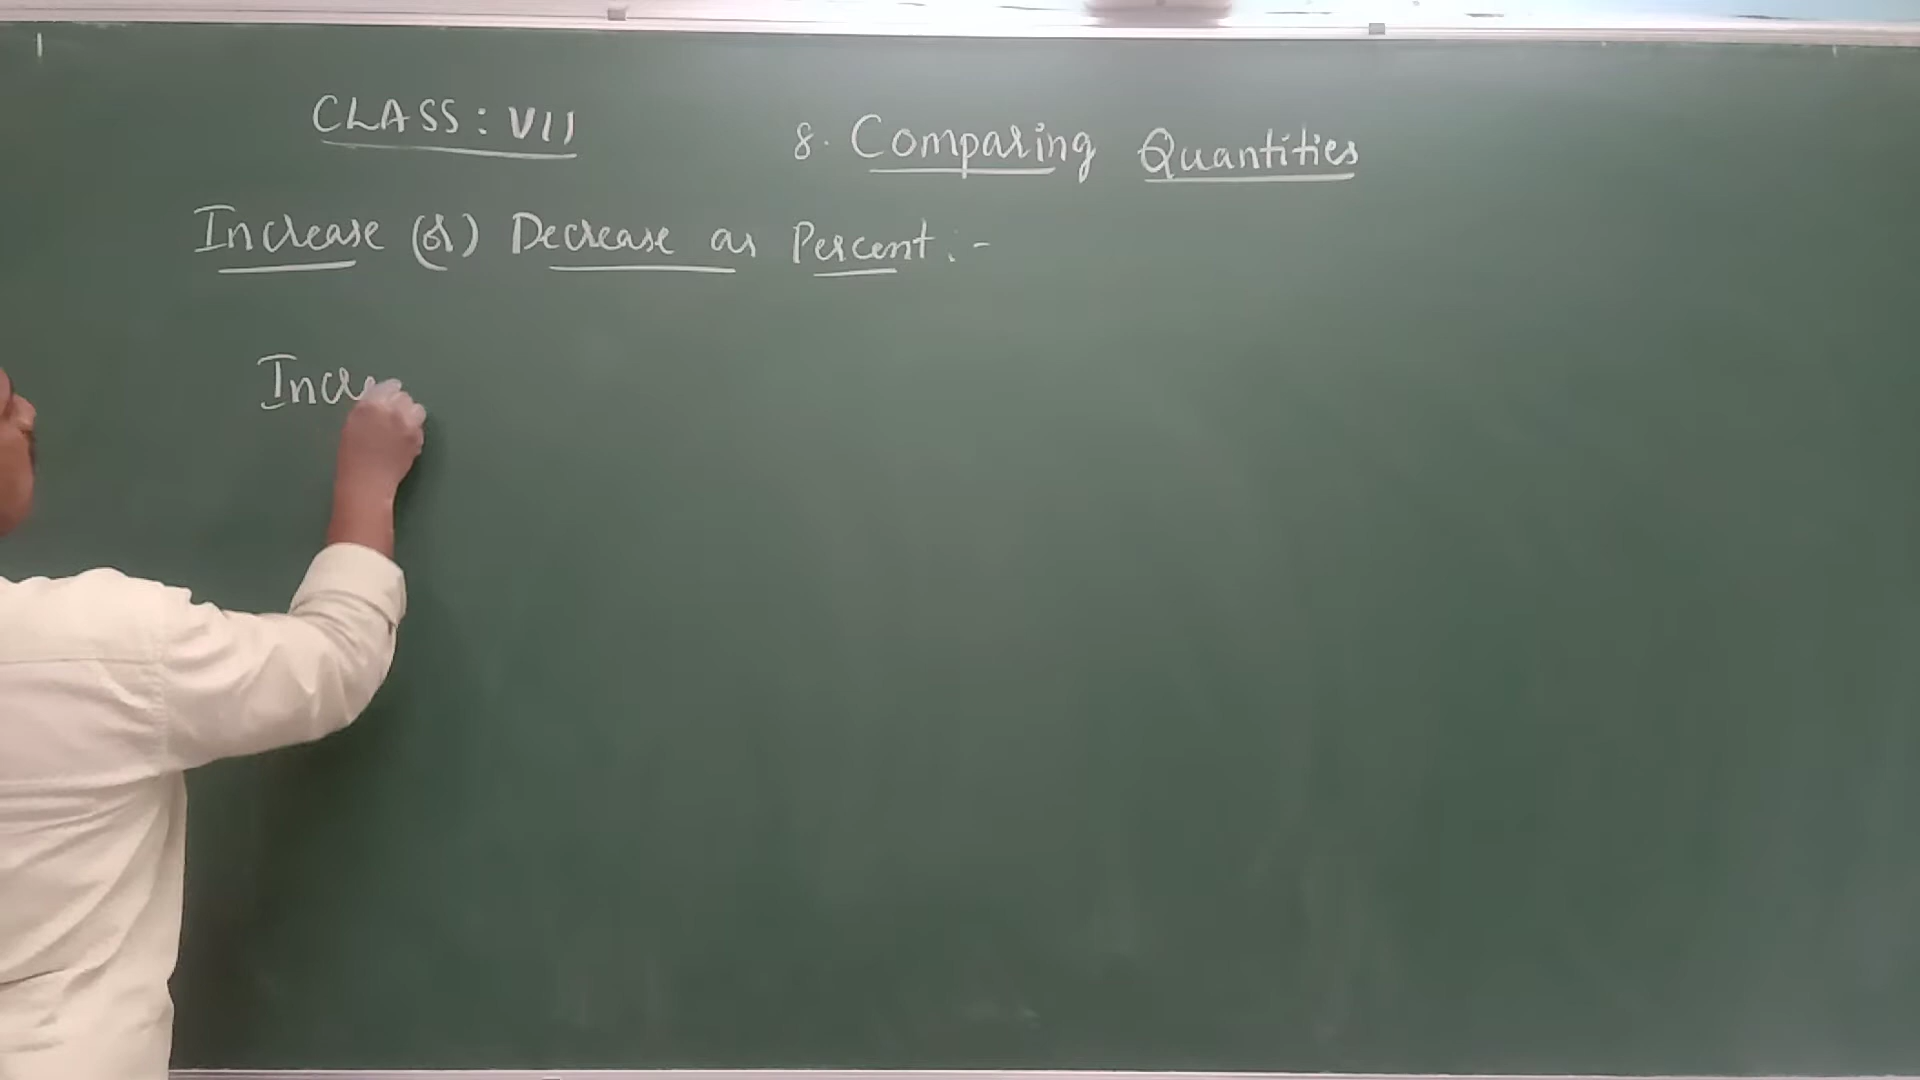 CLASS: VII
8. Comparing Quantities
Increase (or) Decrease as Percent :-
Incre